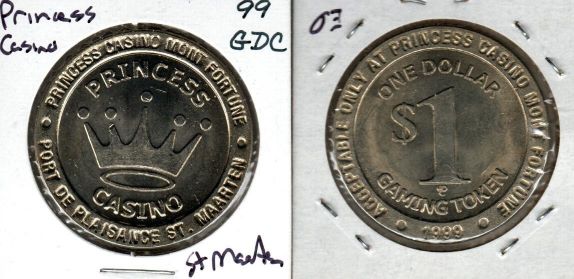 Princess
Casino
99
GDC
PRINCESS CASINO MONT FORTUNE
PRINCESS
CASINO
PORT DE PLAISANCE ST. MAARTEN
St Maarten
03
ACCEPTABLE ONLY AT PRINCESS CASINO MONT FORTUNE
ONE DOLLAR
$1
GAMING TOKEN
1999